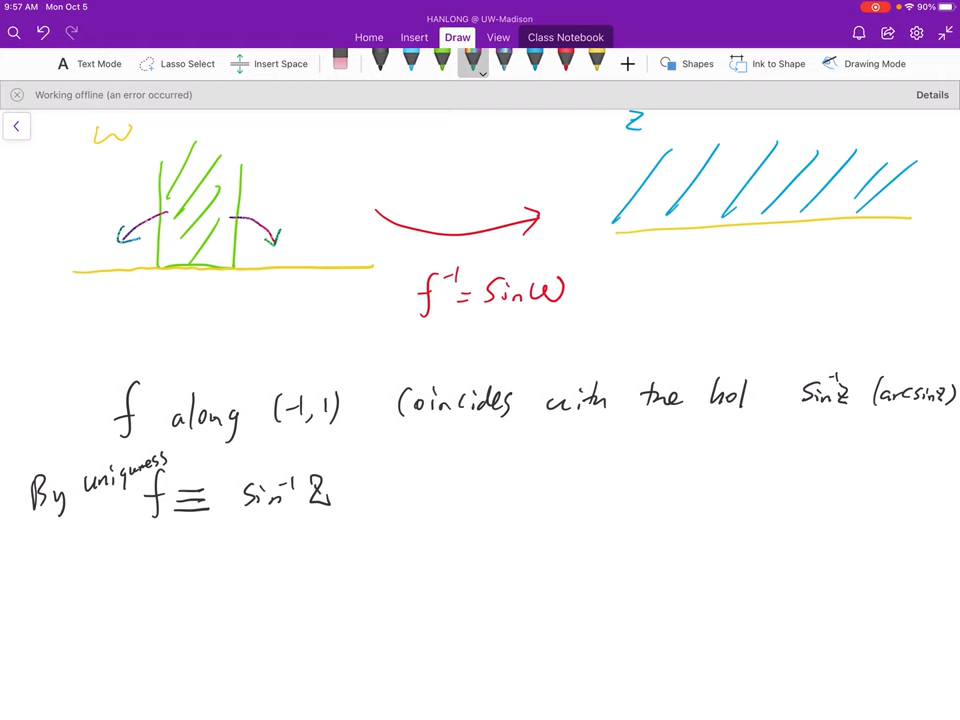 9:57 AM Mon Oct 5
90%
HANLONG @ UW-Madison
Home Insert Draw View Class Notebook
Text Mode Lasso Select Insert Space Shapes Ink to Shape Drawing Mode
Working offline (an error occurred) Details
w z
f⁻¹ = sin w
f along (-1, 1) coincides with the hol sin⁻¹z (arcsin z)
By uniqueness f ≡ sin⁻¹ z